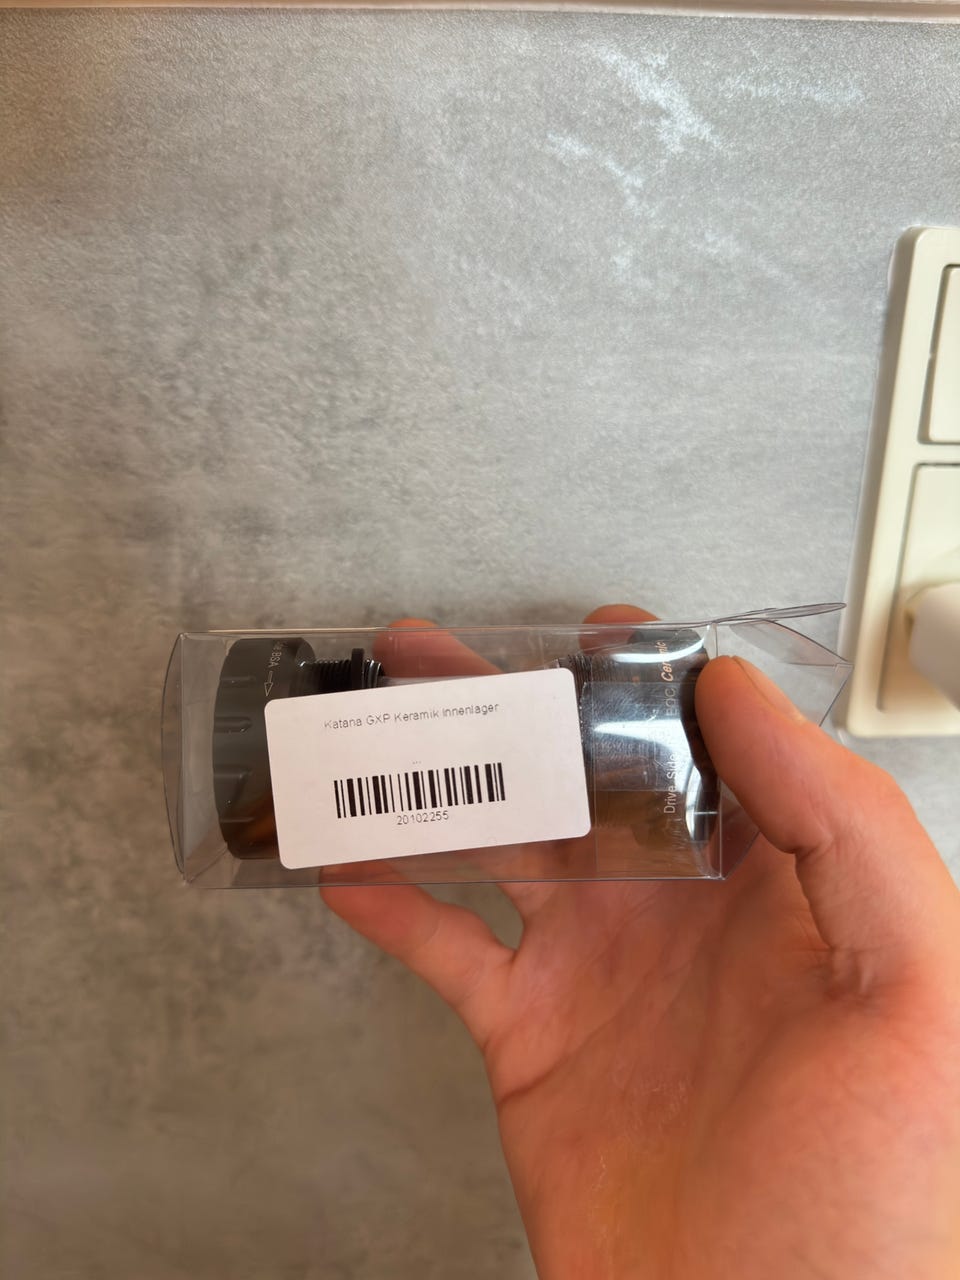 Katana GXP Keramik Innenlager
20102255
BSA
Drive Side
Ceramic